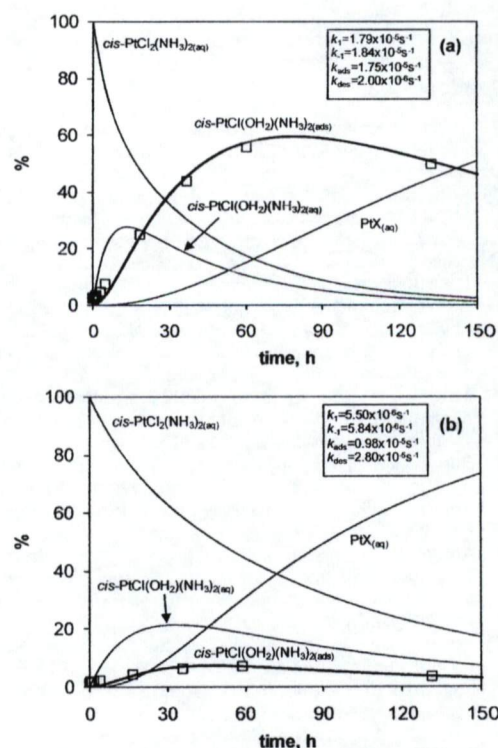 (a)
k₁=1.79x10⁻⁵s⁻¹
k₋₁=1.84x10⁻⁵s⁻¹
k_ads=1.75x10⁻⁵s⁻¹
k_des=2.00x10⁻⁶s⁻¹
cis-PtCl₂(NH₃)₂(aq)
cis-PtCl(OH₂)(NH₃)₂(ads)
cis-PtCl(OH₂)(NH₃)₂(aq)
PtX(aq)
%
100
80
60
40
20
0
0 30 60 90 120 150
time, h
(b)
k₁=5.50x10⁻⁶s⁻¹
k₋₁=5.84x10⁻⁶s⁻¹
k_ads=0.98x10⁻⁵s⁻¹
k_des=2.80x10⁻⁵s⁻¹
cis-PtCl₂(NH₃)₂(aq)
PtX(aq)
cis-PtCl(OH₂)(NH₃)₂(aq)
cis-PtCl(OH₂)(NH₃)₂(ads)
%
100
80
60
40
20
0
0 30 60 90 120 150
time, h